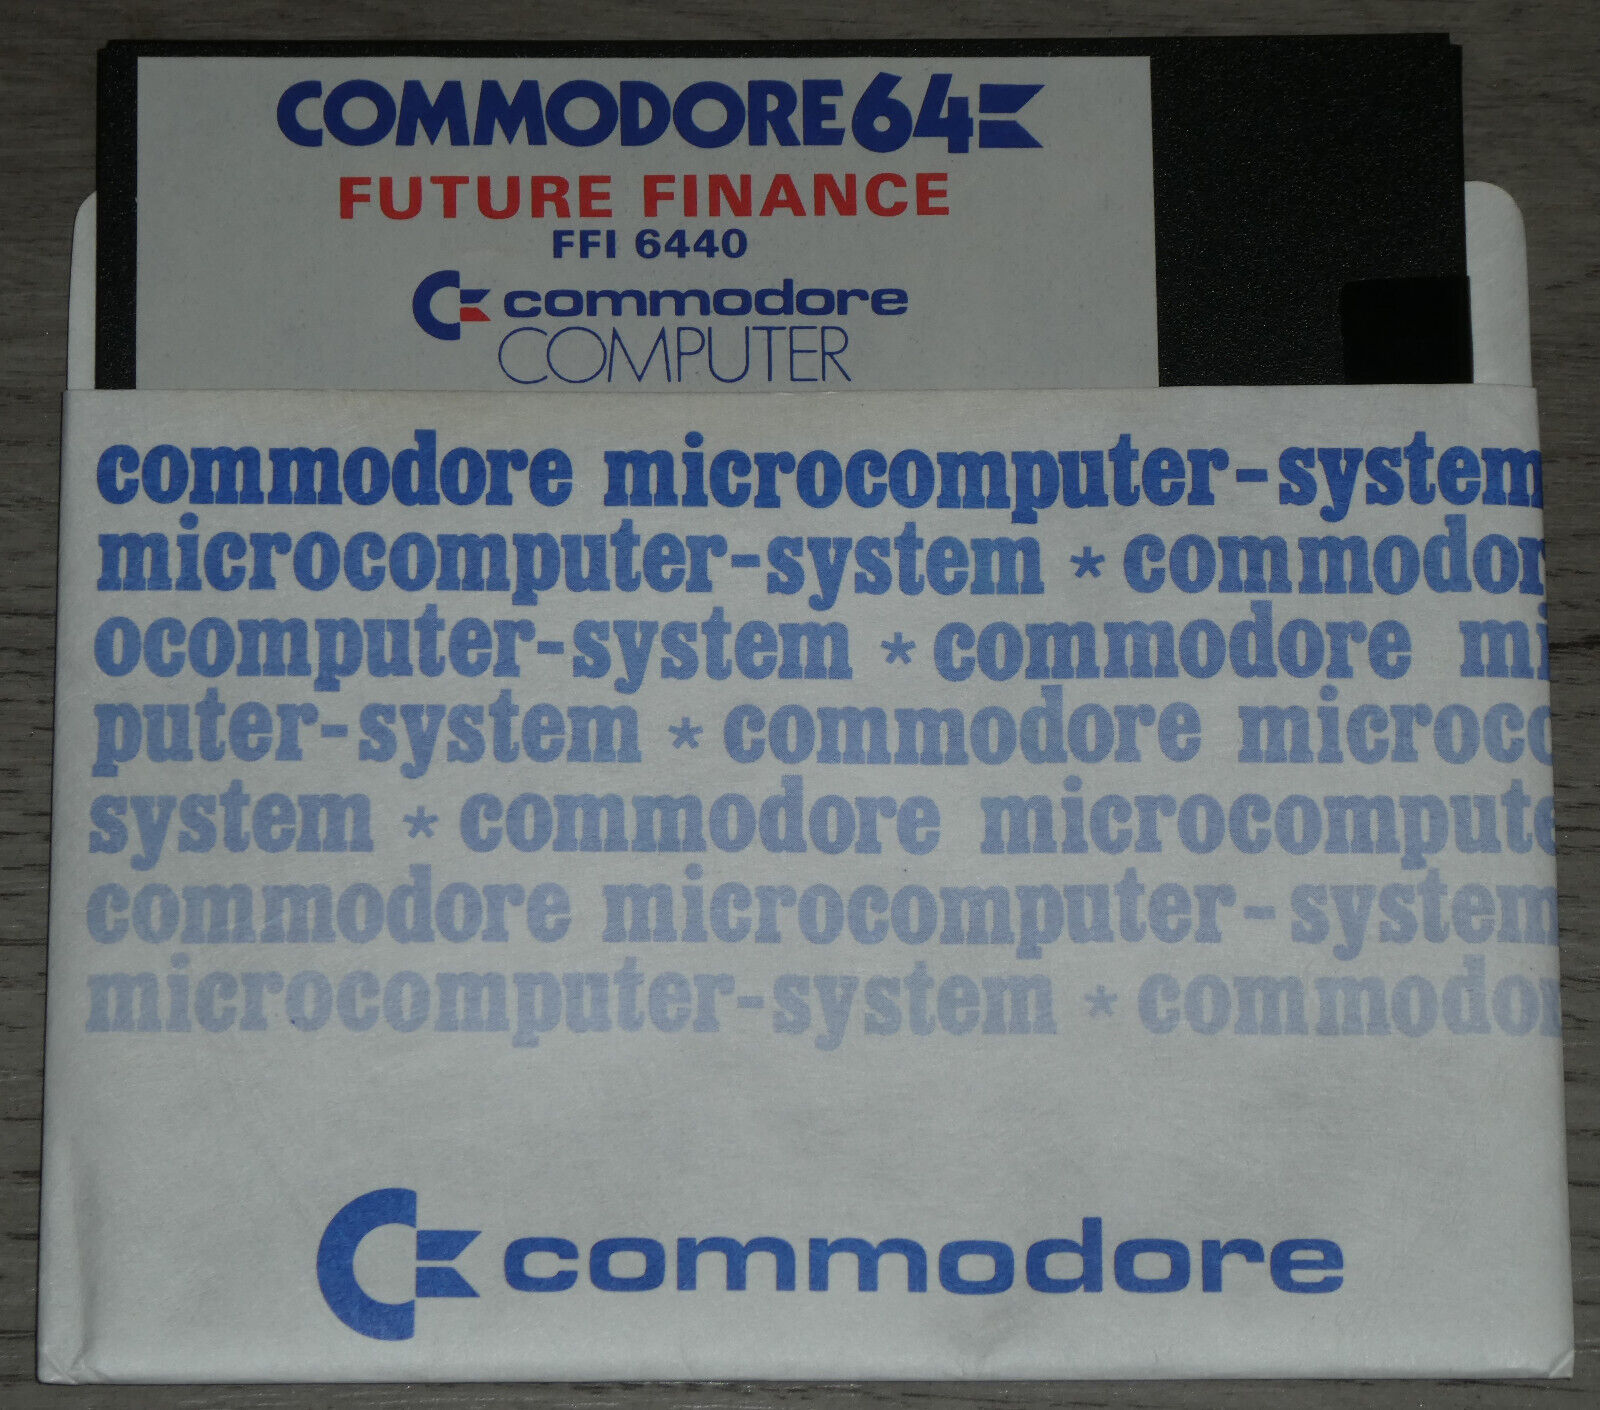 COMMODORE 64
FUTURE FINANCE
FFI 6440
commodore
COMPUTER
commodore microcomputer-system
microcomputer-system * commodor
ocomputer-system * commodore mi
puter-system * commodore microco
system * commodore microcompute
commodore microcomputer-system
microcomputer-system * commodor
commodore